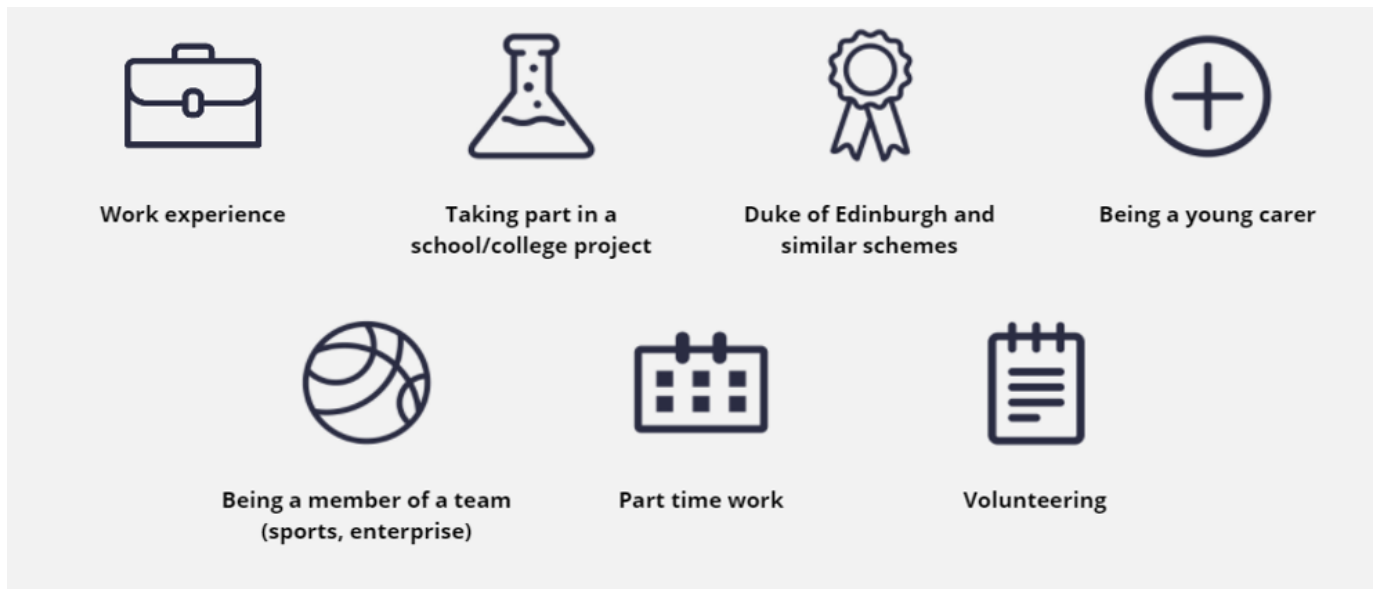 Work experience
Taking part in a
school/college project
Duke of Edinburgh and
similar schemes
Being a young carer
Being a member of a team
(sports, enterprise)
Part time work
Volunteering